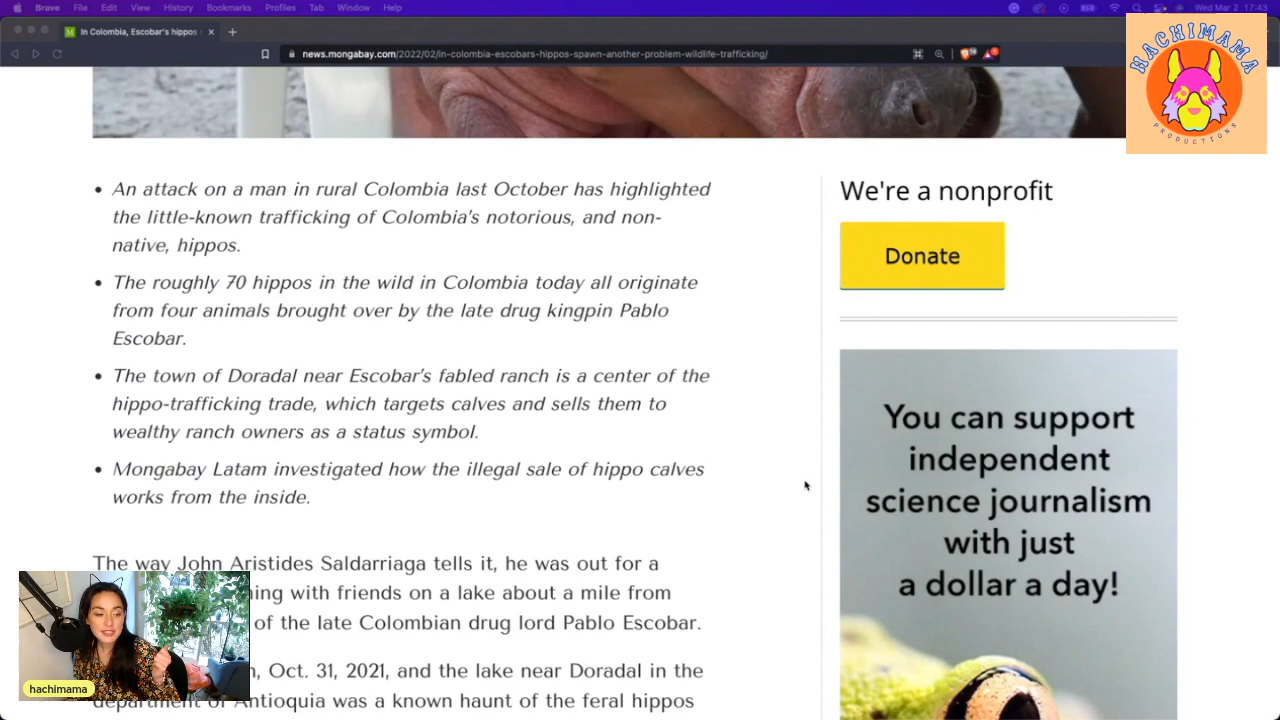 Brave File Edit View History Bookmarks Profiles Tab Window Help
Wed Mar 2 17:43
In Colombia, Escobar's hippos
news.mongabay.com/2022/02/in-colombia-escobars-hippos-spawn-another-problem-wildlife-trafficking/
HACHIMAMA
PRODUCTIONS
• An attack on a man in rural Colombia last October has highlighted
the little-known trafficking of Colombia's notorious, and non-
native, hippos.
• The roughly 70 hippos in the wild in Colombia today all originate
from four animals brought over by the late drug kingpin Pablo
Escobar.
• The town of Doradal near Escobar's fabled ranch is a center of the
hippo-trafficking trade, which targets calves and sells them to
wealthy ranch owners as a status symbol.
• Mongabay Latam investigated how the illegal sale of hippo calves
works from the inside.
The way John Aristides Saldarriaga tells it, he was out for a
ning with friends on a lake about a mile from
of the late Colombian drug lord Pablo Escobar.
Oct. 31, 2021, and the lake near Doradal in the
department of Antioquia was a known haunt of the feral hippos
We're a nonprofit
Donate
You can support
independent
science journalism
with just
a dollar a day!
hachimama